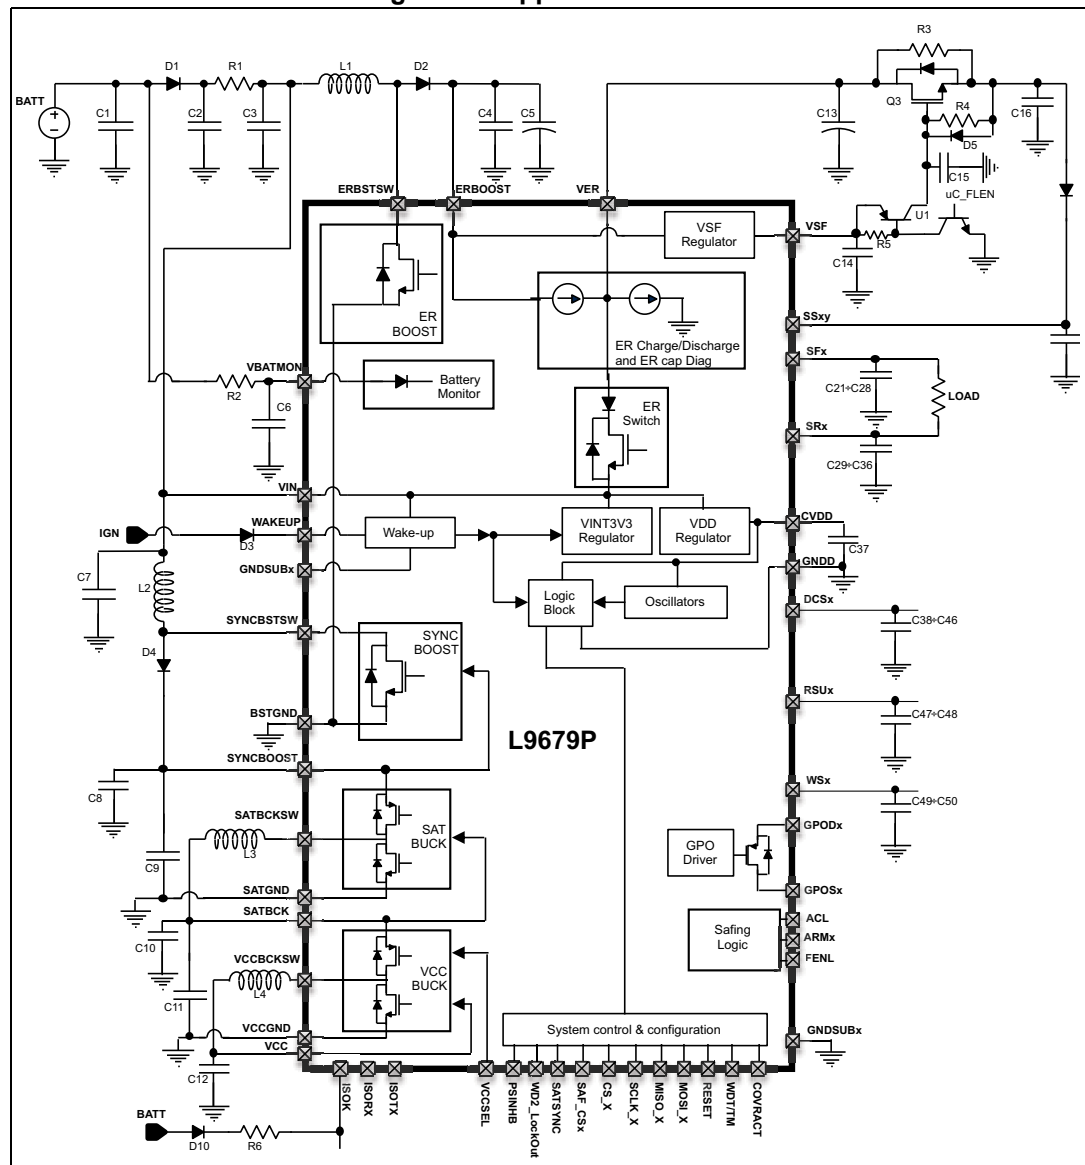 BATT
D1
R1
L1
D2
R3
C1
C2
C3
C4
C5
C13
Q3
R4
D5
C16
C15
uC_FLEN
U1
R5
C14
ERBSTSW
ERBOOST
VER
VSF
Regulator
VSF
ER
BOOST
ER Charge/Discharge
and ER cap Diag
SSxy
SFx
C21÷C28
LOAD
SRx
C29÷C36
VBATMON
R2
C6
Battery
Monitor
ER
Switch
VIN
IGN
WAKEUP
D3
Wake-up
VINT3V3
Regulator
VDD
Regulator
CVDD
C37
GNDSUBx
GNDD
C7
L2
Logic
Block
Oscillators
DCSx
C38÷C46
SYNCBSTSW
D4
SYNC
BOOST
RSUx
C47÷C48
BSTGND
L9679P
SYNCBOOST
C8
WSx
C49÷C50
SATBCKSW
L3
SAT
BUCK
GPODx
GPO
Driver
C9
SATGND
GPOSx
SATBCK
C10
ACL
Safing
Logic
ARMx
FENL
VCCBCKSW
L4
VCC
BUCK
C11
VCCGND
VCC
C12
System control & configuration
GNDSUBx
ISOK
ISORX
ISOTX
VCCSEL
PSINHB
WD2_LockOut
SATSYNC
SAF_CSx
CS_X
SCLK_X
MISO_X
MOSI_X
RESET
WDT/TM
COVRACT
BATT
D10
R6